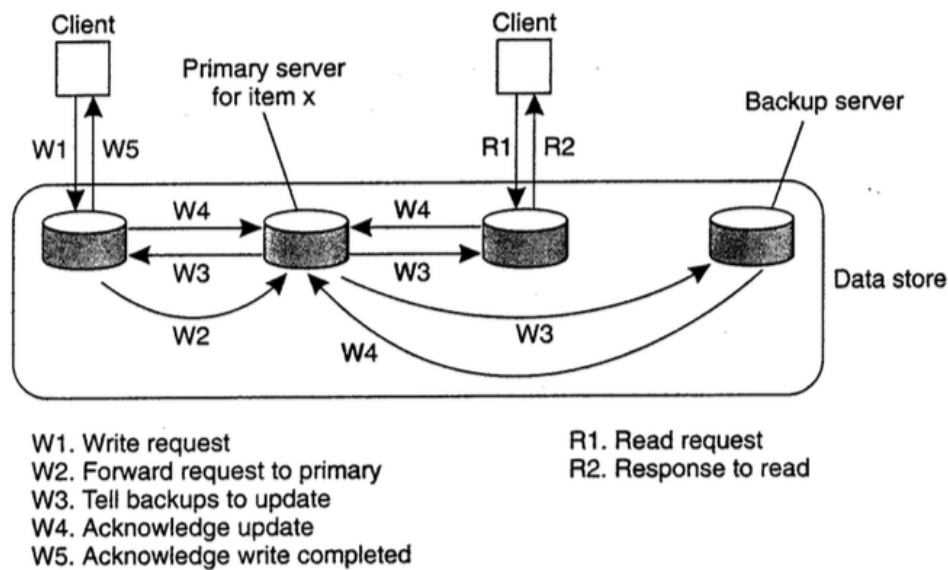 Client
Client
Primary server
for item x
Backup server
W1
W5
R1
R2
W4
W4
W3
W3
Data store
W2
W3
W4
W1. Write request
W2. Forward request to primary
W3. Tell backups to update
W4. Acknowledge update
W5. Acknowledge write completed
R1. Read request
R2. Response to read